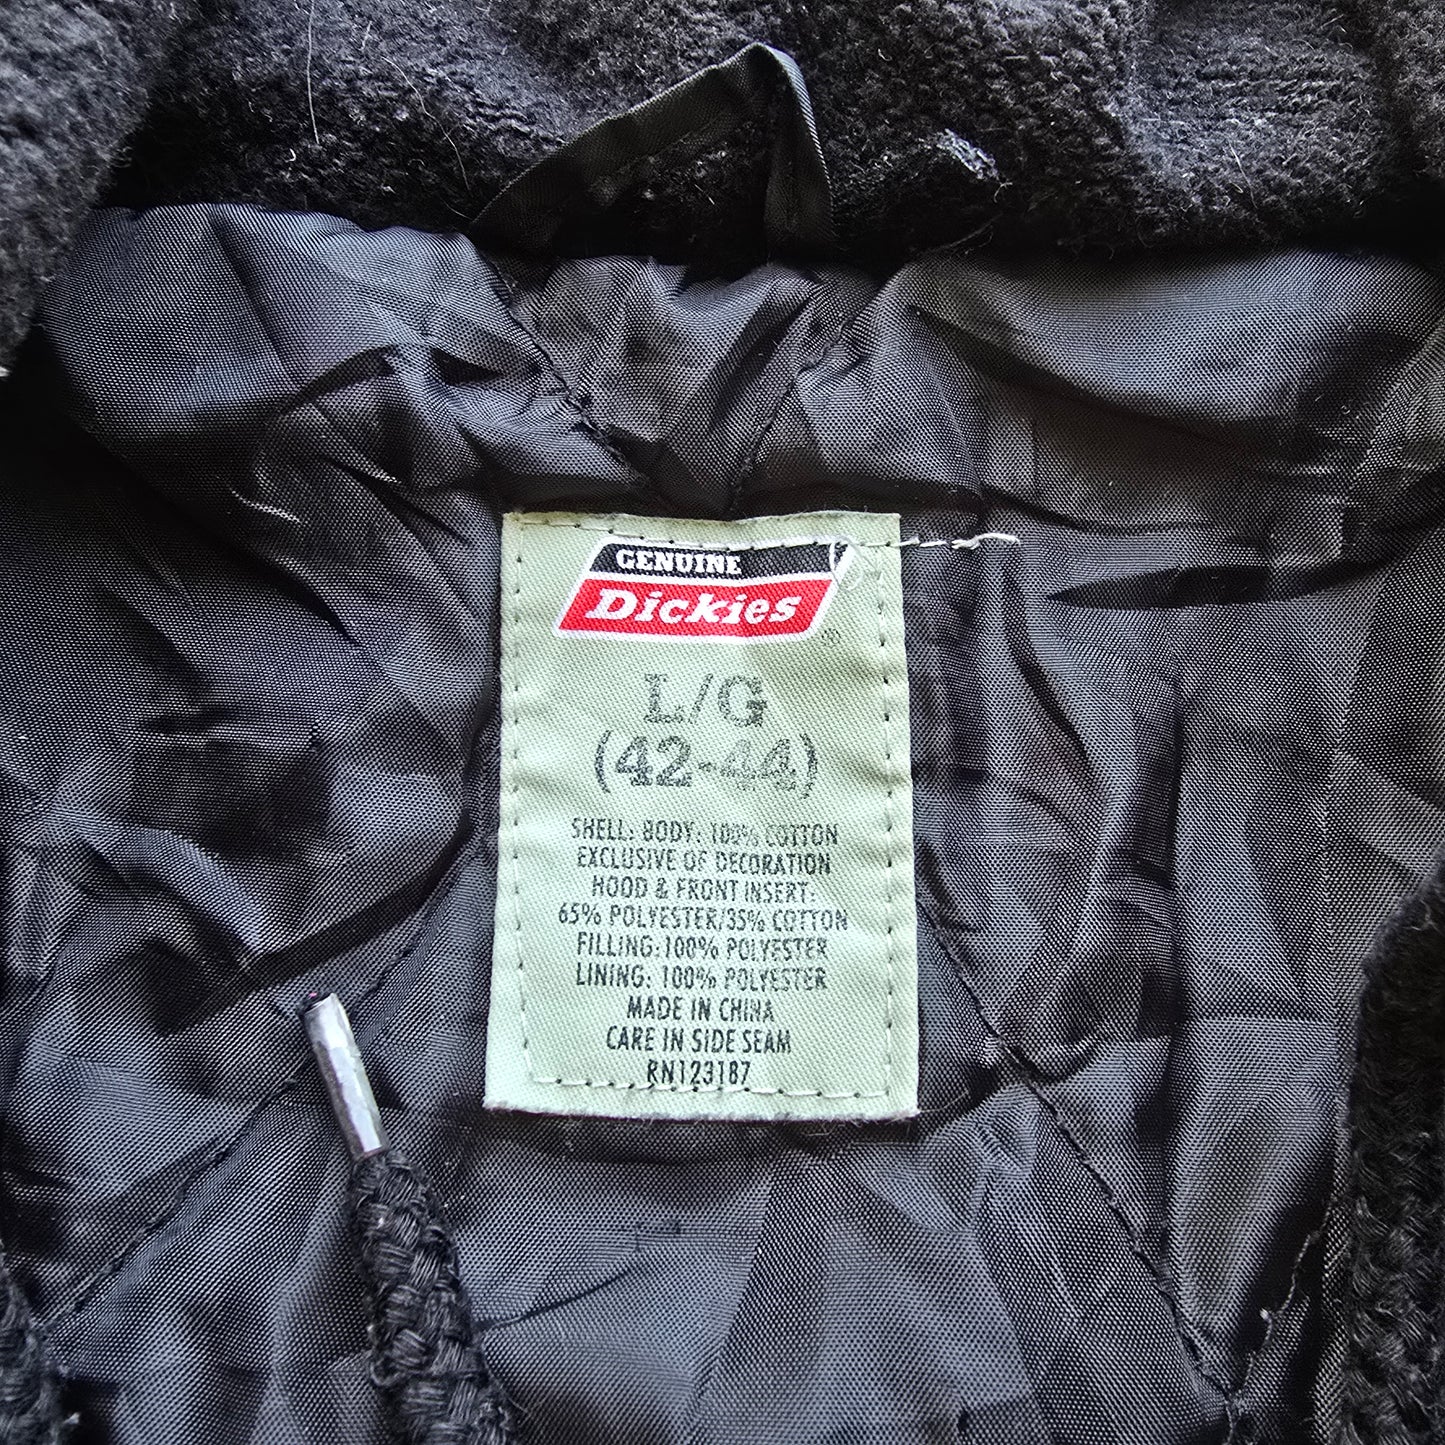 GENUINE
Dickies
®
L/G
(42-44)
SHELL: BODY: 100% COTTON
EXCLUSIVE OF DECORATION
HOOD & FRONT INSERT:
65% POLYESTER/35% COTTON
FILLING:100% POLYESTER
LINING: 100% POLYESTER
MADE IN CHINA
CARE IN SIDE SEAM
RN123187